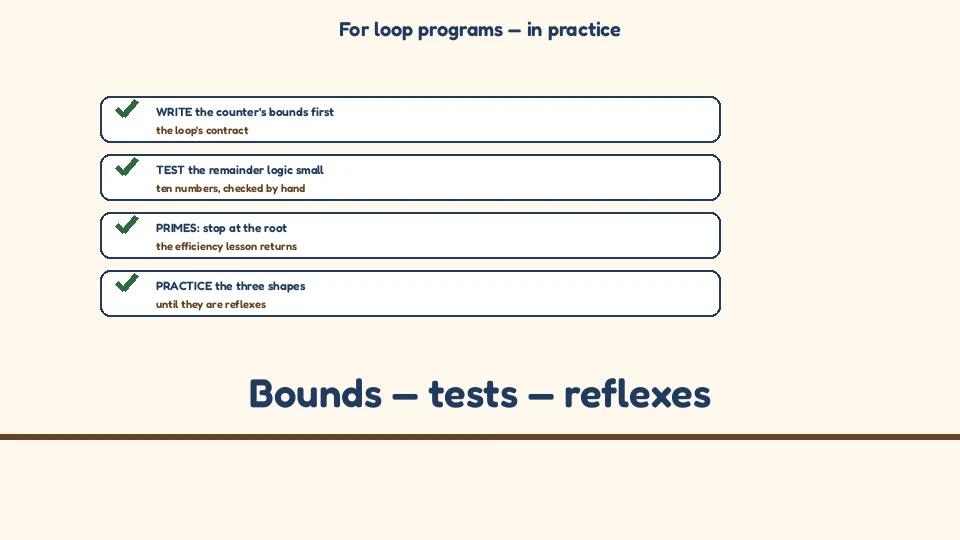 For loop programs — in practice
WRITE the counter's bounds first
the loop's contract
TEST the remainder logic small
ten numbers, checked by hand
PRIMES: stop at the root
the efficiency lesson returns
PRACTICE the three shapes
until they are reflexes
Bounds — tests — reflexes